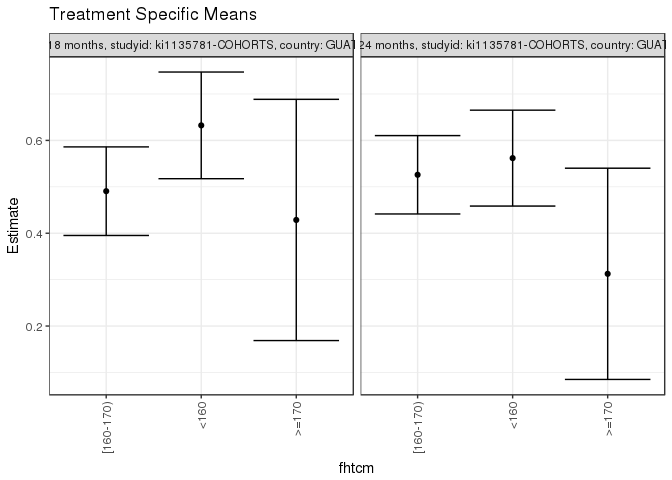 Treatment Specific Means
18 months, studyid: ki1135781-COHORTS, country: GUAT
24 months, studyid: ki1135781-COHORTS, country: GUAT
Estimate
0.6
0.4
0.2
[160-170)
<160
>=170
[160-170)
<160
>=170
fhtcm